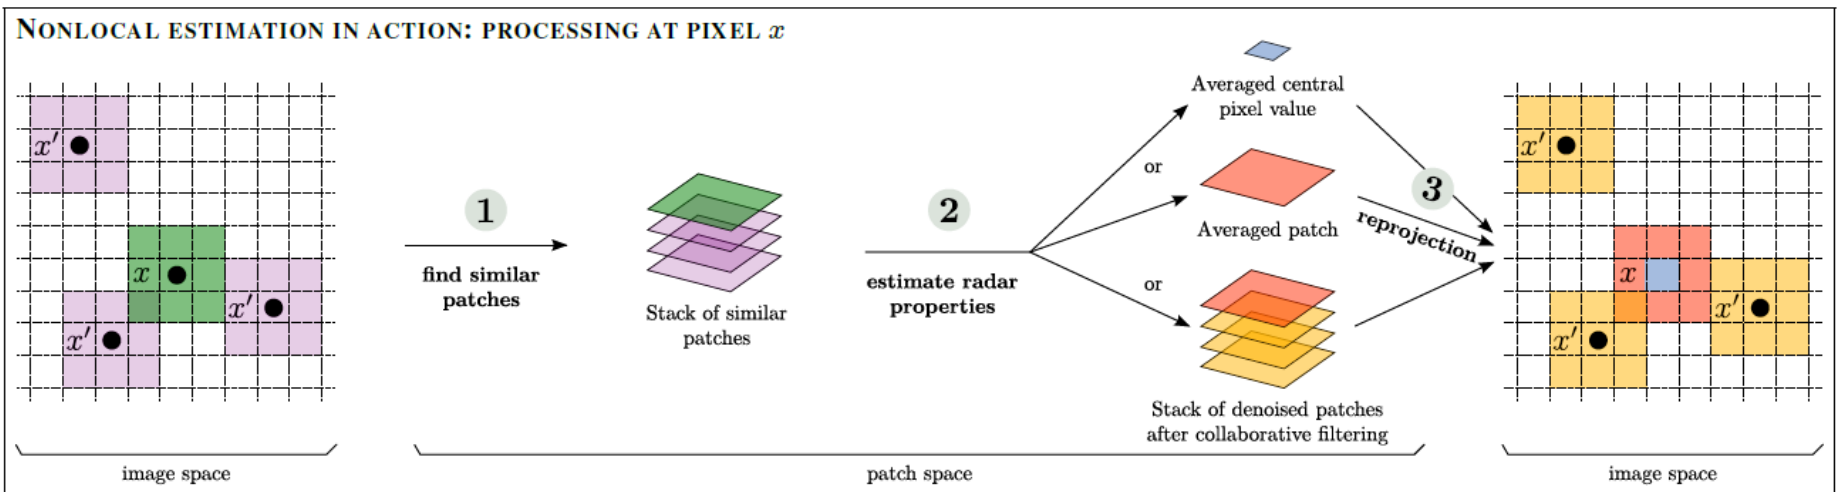 NONLOCAL ESTIMATION IN ACTION: PROCESSING AT PIXEL x
x′
x
x′
x′
image space
1
find similar
patches
Stack of similar
patches
2
estimate radar
properties
patch space
Averaged central
pixel value
or
Averaged patch
or
Stack of denoised patches
after collaborative filtering
3
reprojection
x′
x
x′
x′
image space